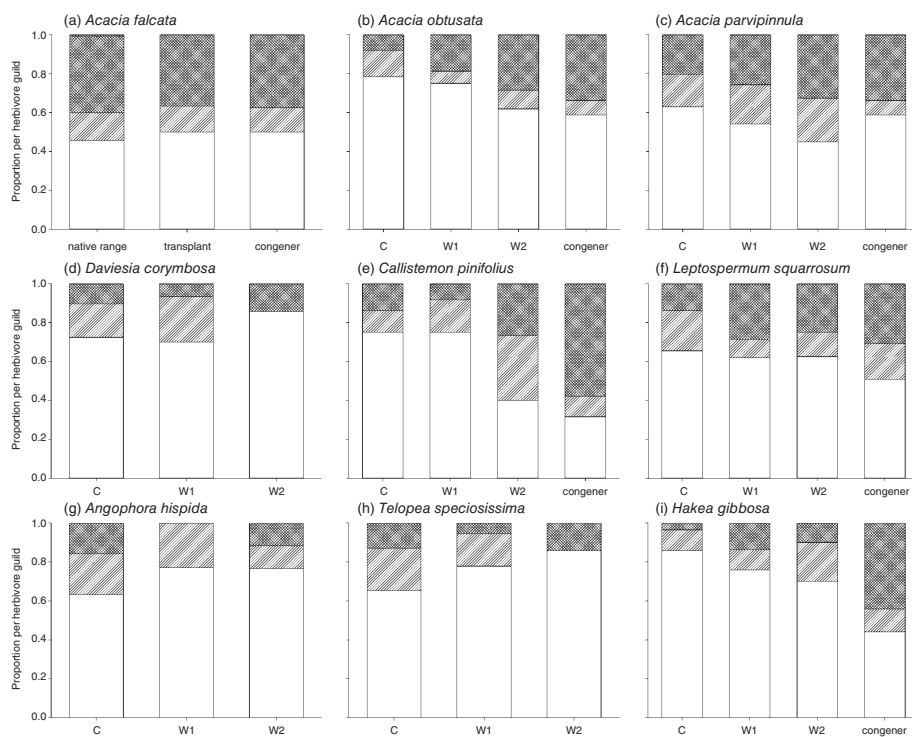 (a) Acacia falcata
(b) Acacia obtusata
(c) Acacia parvipinnula
Proportion per herbivore guild
1.0
0.8
0.6
0.4
0.2
0.0
native range transplant congener
C W1 W2 congener
C W1 W2 congener
(d) Daviesia corymbosa
(e) Callistemon pinifolius
(f) Leptospermum squarrosum
Proportion per herbivore guild
1.0
0.8
0.6
0.4
0.2
0.0
C W1 W2
C W1 W2 congener
C W1 W2 congener
(g) Angophora hispida
(h) Telopea speciosissima
(i) Hakea gibbosa
Proportion per herbivore guild
1.0
0.8
0.6
0.4
0.2
0.0
C W1 W2
C W1 W2
C W1 W2 congener